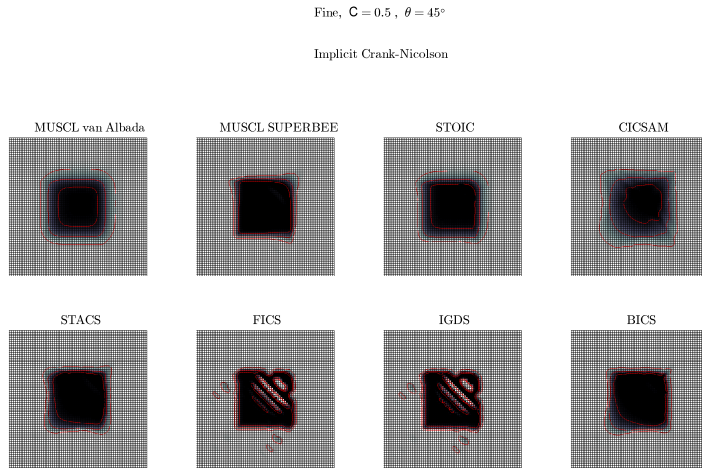 Fine, C = 0.5 , θ = 45°
Implicit Crank-Nicolson
MUSCL van Albada MUSCL SUPERBEE STOIC CICSAM
STACS FICS IGDS BICS